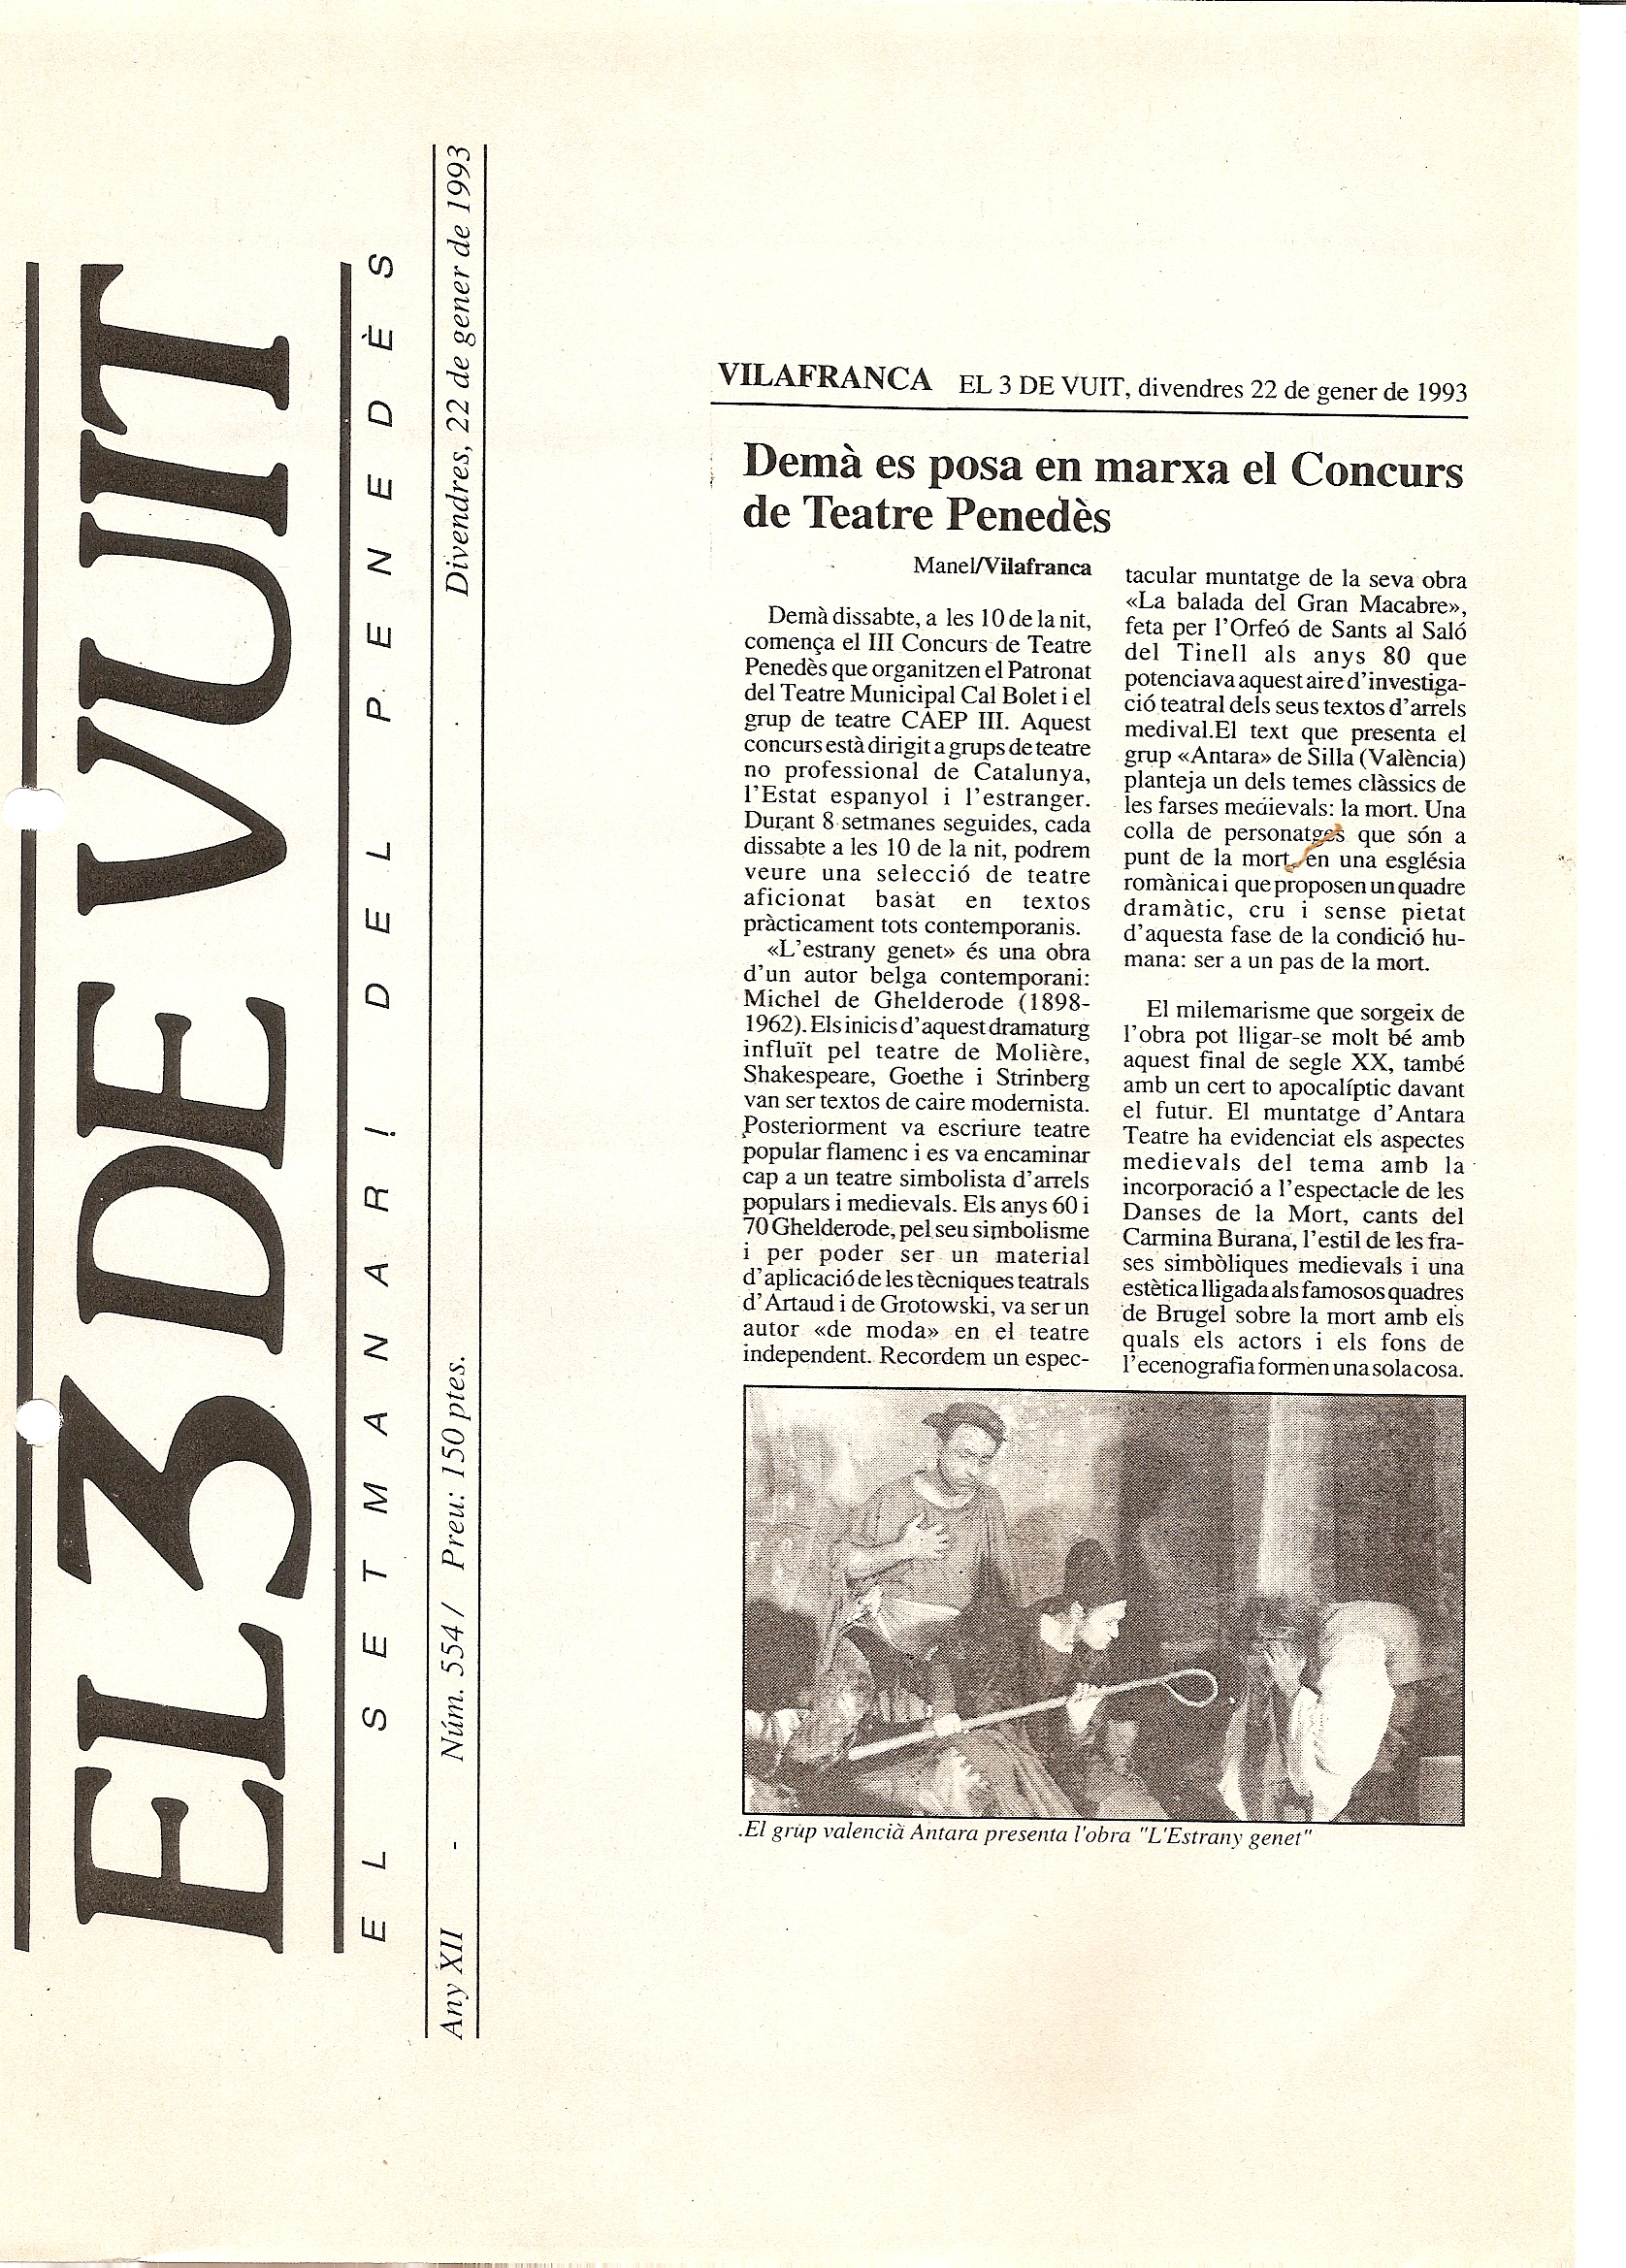 EL 3 DE VUIT
EL SETMANARI DEL PENEDÈS
Any XII - Núm. 554 / Preu: 150 ptes. Divendres, 22 de gener de 1993
VILAFRANCA EL 3 DE VUIT, divendres 22 de gener de 1993
Demà es posa en marxa el Concurs
de Teatre Penedès
Manel/Vilafranca
Demà dissabte, a les 10 de la nit,
comença el III Concurs de Teatre
Penedès que organitzen el Patronat
del Teatre Municipal Cal Bolet i el
grup de teatre CAEP III. Aquest
concurs està dirigit a grups de teatre
no professional de Catalunya,
l'Estat espanyol i l'estranger.
Durant 8 setmanes seguides, cada
dissabte a les 10 de la nit, podrem
veure una selecció de teatre
aficionat basat en textos
pràcticament tots contemporanis.
«L'estrany genet» és una obra
d'un autor belga contemporani:
Michel de Ghelderode (1898-
1962). Els inicis d'aquest dramaturg
influït pel teatre de Molière,
Shakespeare, Goethe i Strinberg
van ser textos de caire modernista.
Posteriorment va escriure teatre
popular flamenc i es va encaminar
cap a un teatre simbolista d'arrels
populars i medievals. Els anys 60 i
70 Ghelderode, pel seu simbolisme
i per poder ser un material
d'aplicació de les tècniques teatrals
d'Artaud i de Grotowski, va ser un
autor «de moda» en el teatre
independent. Recordem un espec-
tacular muntatge de la seva obra
«La balada del Gran Macabre»,
feta per l'Orfeó de Sants al Saló
del Tinell als anys 80 que
potenciava aquest aire d'investiga-
ció teatral dels seus textos d'arrels
medival.El text que presenta el
grup «Antara» de Silla (València)
planteja un dels temes clàssics de
les farses medievals: la mort. Una
colla de personatges que són a
punt de la mort, en una església
romànica i que proposen un quadre
dramàtic, cru i sense pietat
d'aquesta fase de la condició hu-
mana: ser a un pas de la mort.
El milemarisme que sorgeix de
l'obra pot lligar-se molt bé amb
aquest final de segle XX, també
amb un cert to apocalíptic davant
el futur. El muntatge d'Antara
Teatre ha evidenciat els aspectes
medievals del tema amb la
incorporació a l'espectacle de les
Danses de la Mort, cants del
Carmina Burana, l'estil de les fra-
ses simbòliques medievals i una
estètica lligada als famosos quadres
de Brugel sobre la mort amb els
quals els actors i els fons de
l'ecenografia formen una sola cosa.
.El grup valencià Antara presenta l'obra "L'Estrany genet"